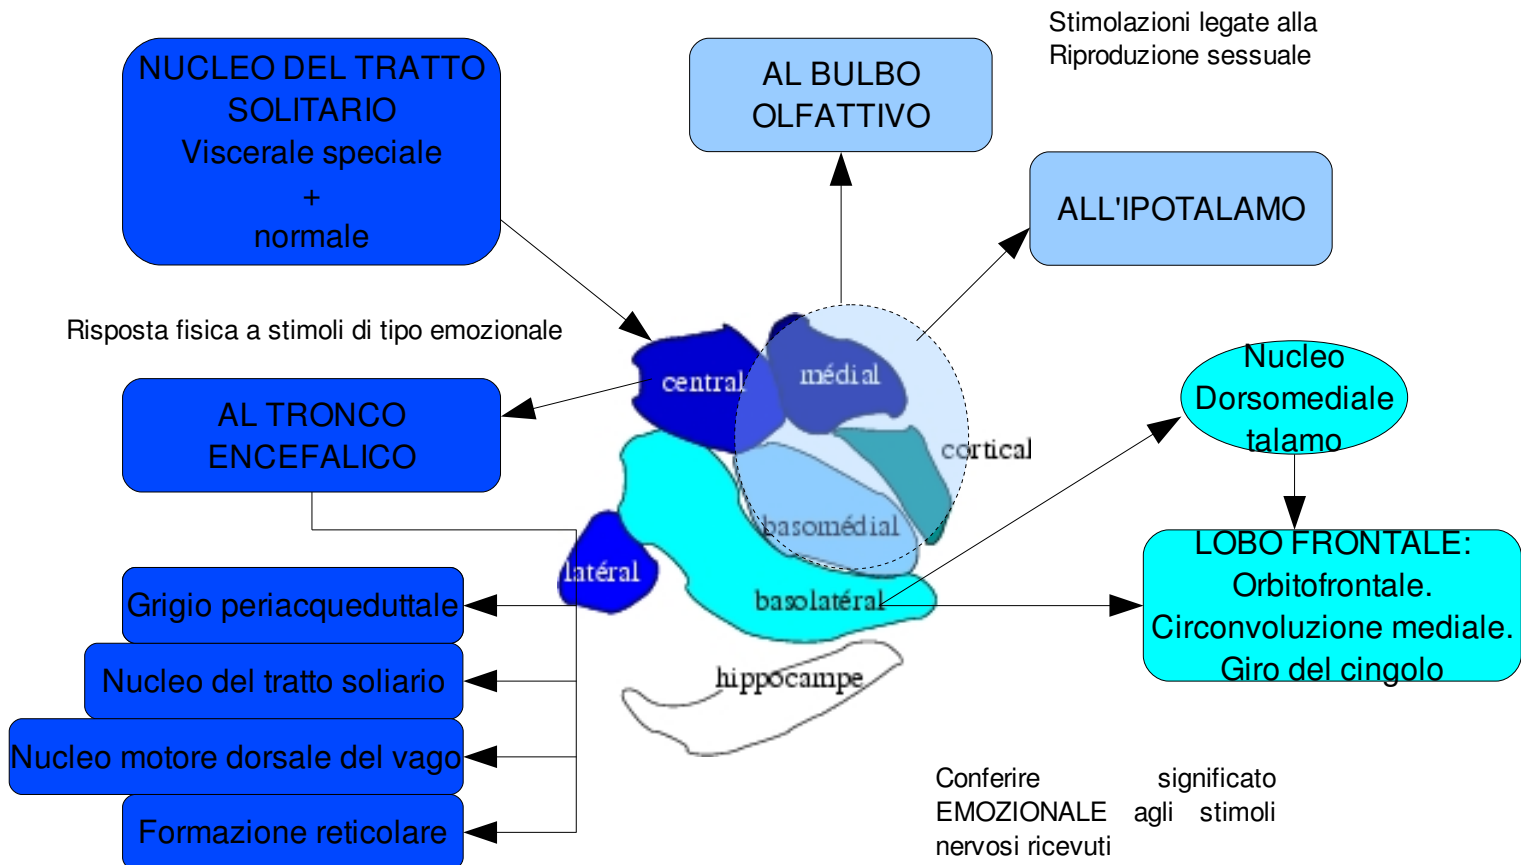 Stimolazioni legate alla
Riproduzione sessuale
NUCLEO DEL TRATTO
SOLITARIO
Viscerale speciale
+
normale
AL BULBO
OLFATTIVO
ALL'IPOTALAMO
Risposta fisica a stimoli di tipo emozionale
AL TRONCO
ENCEFALICO
central
médial
cortical
basomédial
latéral
basolatéral
hippocampe
Nucleo
Dorsomediale
talamo
LOBO FRONTALE:
Orbitofrontale.
Circonvoluzione mediale.
Giro del cingolo
Grigio periacqueduttale
Nucleo del tratto soliario
Nucleo motore dorsale del vago
Formazione reticolare
Conferire significato
EMOZIONALE agli stimoli
nervosi ricevuti